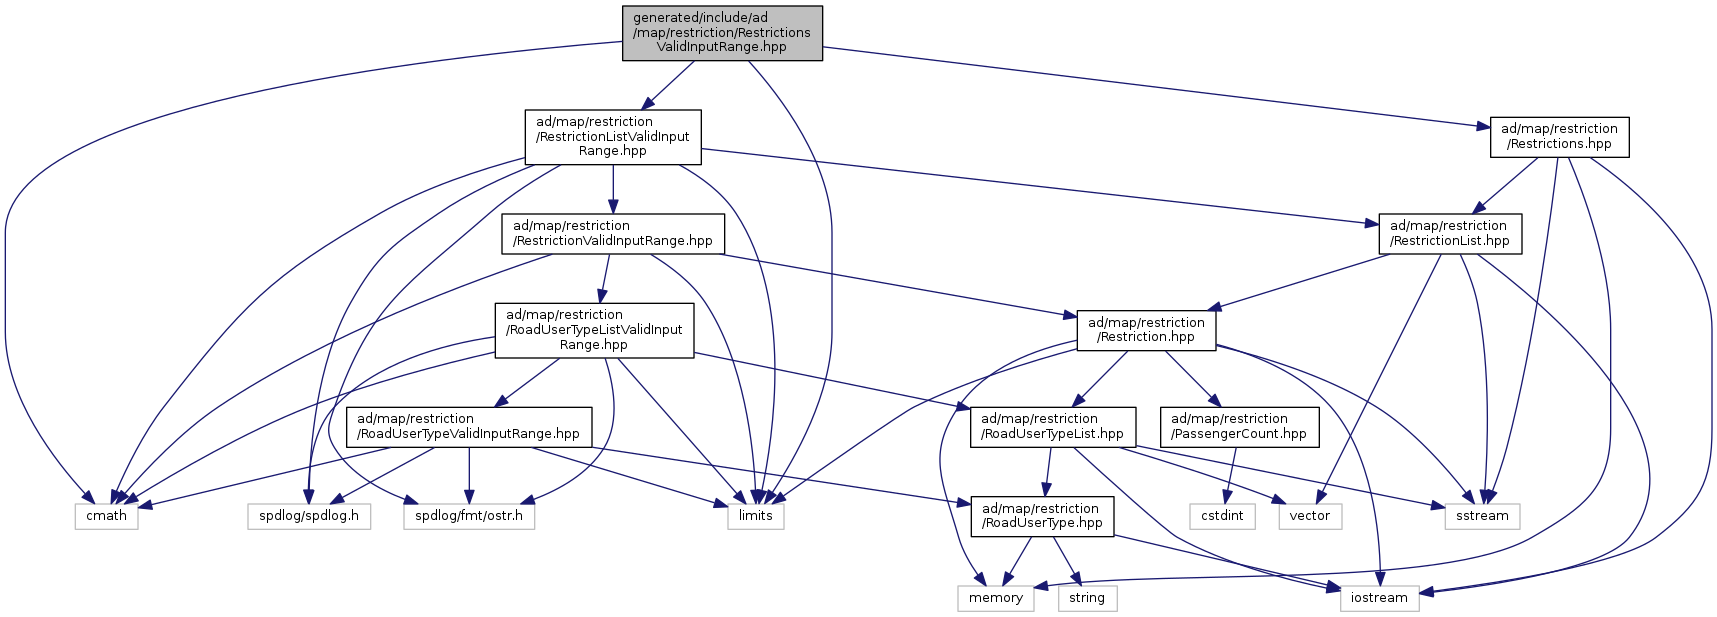 generated/include/ad
/map/restriction/Restrictions
ValidInputRange.hpp
ad/map/restriction
/RestrictionListValidInput
Range.hpp
ad/map/restriction
/Restrictions.hpp
ad/map/restriction
/RestrictionValidInputRange.hpp
ad/map/restriction
/RestrictionList.hpp
ad/map/restriction
/RoadUserTypeListValidInput
Range.hpp
ad/map/restriction
/Restriction.hpp
ad/map/restriction
/RoadUserTypeValidInputRange.hpp
ad/map/restriction
/RoadUserTypeList.hpp
ad/map/restriction
/PassengerCount.hpp
cmath
spdlog/spdlog.h
spdlog/fmt/ostr.h
limits
ad/map/restriction
/RoadUserType.hpp
cstdint
vector
sstream
memory
string
iostream